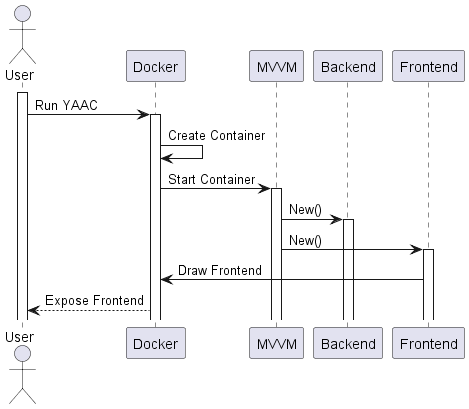 User
Docker
MVVM
Backend
Frontend
Run YAAC
Create Container
Start Container
New()
New()
Draw Frontend
Expose Frontend
User
Docker
MVVM
Backend
Frontend